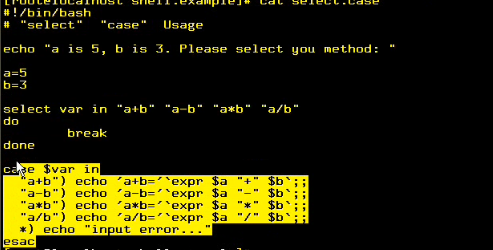 [root@localhost shell.example]# cat select.case
#!/bin/bash
# "select" "case" Usage
echo "a is 5, b is 3. Please select you method: "
a=5
b=3
select var in "a+b" "a-b" "a*b" "a/b"
do
break
done
case $var in
"a+b") echo 'a+b='`expr $a "+" $b`;;
"a-b") echo 'a-b='`expr $a "-" $b`;;
"a*b") echo 'a*b='`expr $a "*" $b`;;
"a/b") echo 'a/b='`expr $a "/" $b`;;
*) echo "input error..."
esac